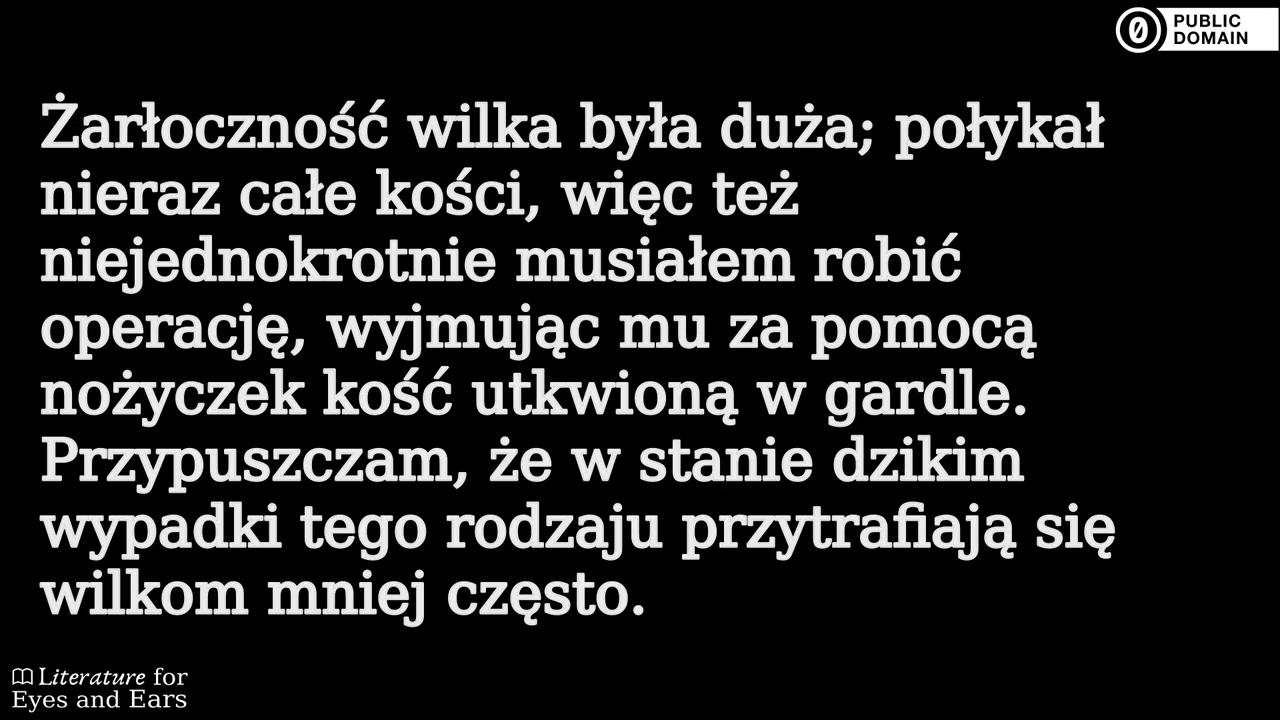 PUBLIC
DOMAIN
Żarłoczność wilka była duża; połykał
nieraz całe kości, więc też
niejednokrotnie musiałem robić
operację, wyjmując mu za pomocą
nożyczek kość utkwioną w gardle.
Przypuszczam, że w stanie dzikim
wypadki tego rodzaju przytrafiają się
wilkom mniej często.
Literature for
Eyes and Ears